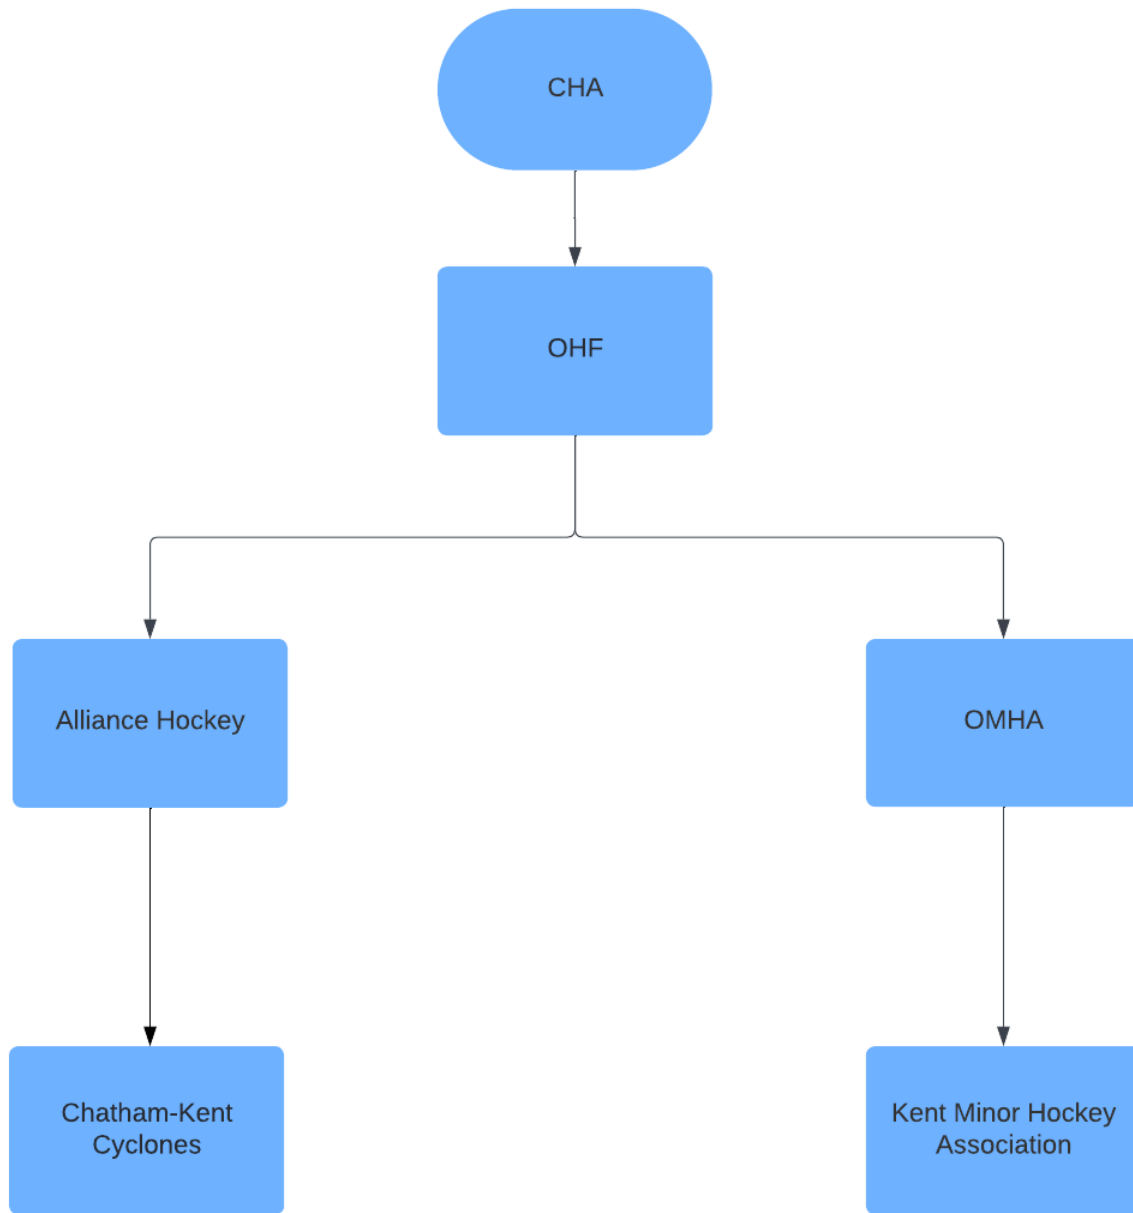 CHA
OHF
Alliance Hockey
OMHA
Chatham-Kent
Cyclones
Kent Minor Hockey
Association